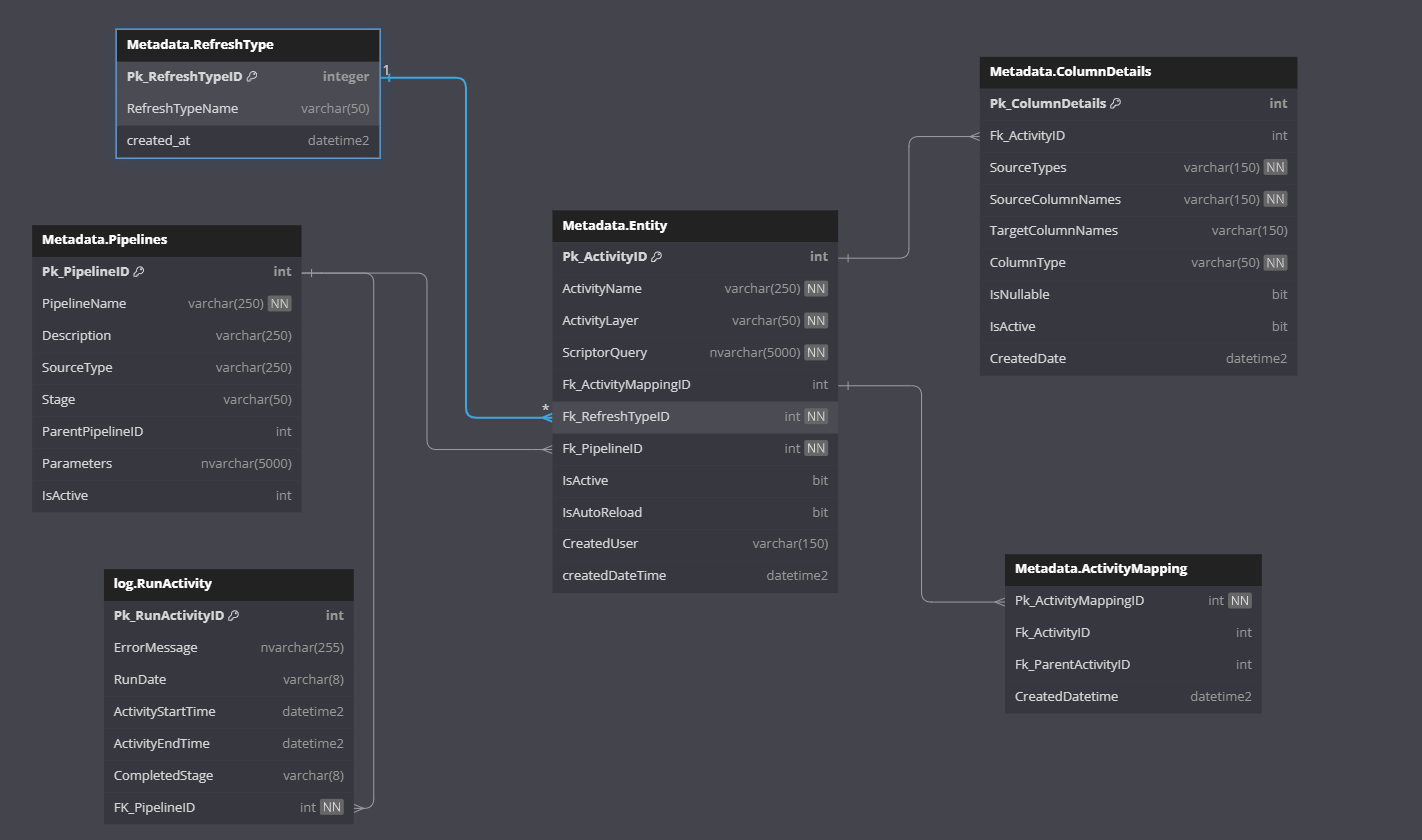 Metadata.RefreshType
Pk_RefreshTypeID integer
RefreshTypeName varchar(50)
created_at datetime2
1
Metadata.Pipelines
Pk_PipelineID int
PipelineName varchar(250) NN
Description varchar(250)
SourceType varchar(250)
Stage varchar(50)
ParentPipelineID int
Parameters nvarchar(5000)
IsActive int
log.RunActivity
Pk_RunActivityID int
ErrorMessage nvarchar(255)
RunDate varchar(8)
ActivityStartTime datetime2
ActivityEndTime datetime2
CompletedStage varchar(8)
FK_PipelineID int NN
Metadata.Entity
Pk_ActivityID int
ActivityName varchar(250) NN
ActivityLayer varchar(50) NN
ScriptorQuery nvarchar(5000) NN
Fk_ActivityMappingID int
* Fk_RefreshTypeID int NN
Fk_PipelineID int NN
IsActive bit
IsAutoReload bit
CreatedUser varchar(150)
createdDateTime datetime2
Metadata.ColumnDetails
Pk_ColumnDetails int
Fk_ActivityID int
SourceTypes varchar(150) NN
SourceColumnNames varchar(150) NN
TargetColumnNames varchar(150)
ColumnType varchar(50) NN
IsNullable bit
IsActive bit
CreatedDate datetime2
Metadata.ActivityMapping
Pk_ActivityMappingID int NN
Fk_ActivityID int
Fk_ParentActivityID int
CreatedDatetime datetime2